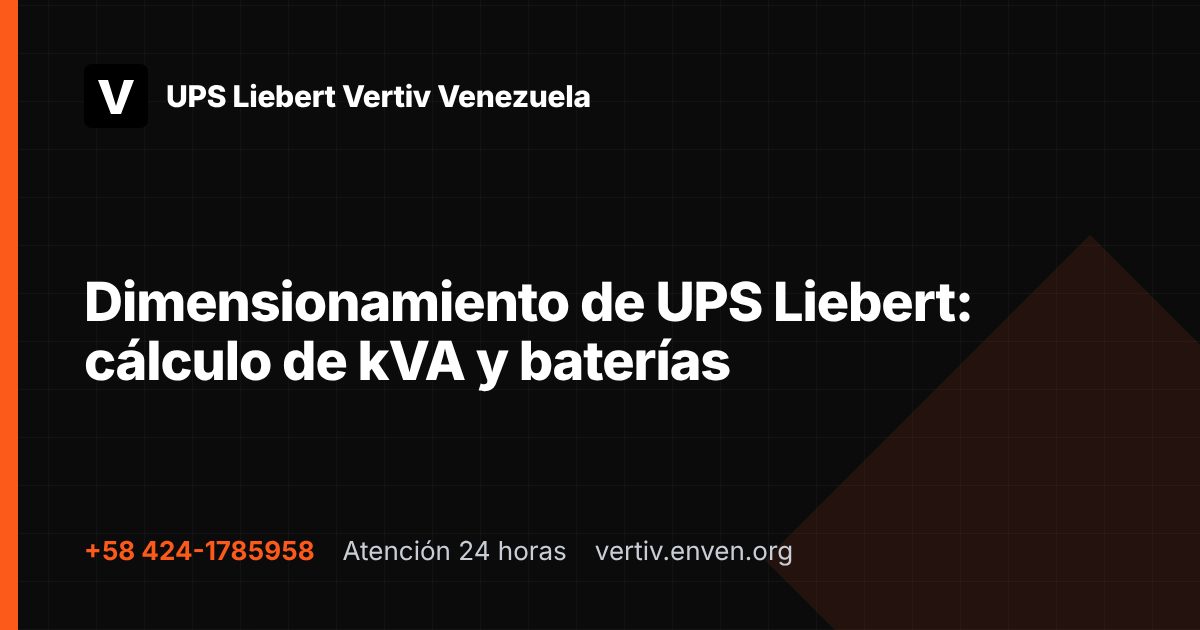 V
UPS Liebert Vertiv Venezuela
Dimensionamiento de UPS Liebert:
cálculo de kVA y baterías
+58 424-1785958 Atención 24 horas vertiv.enven.org